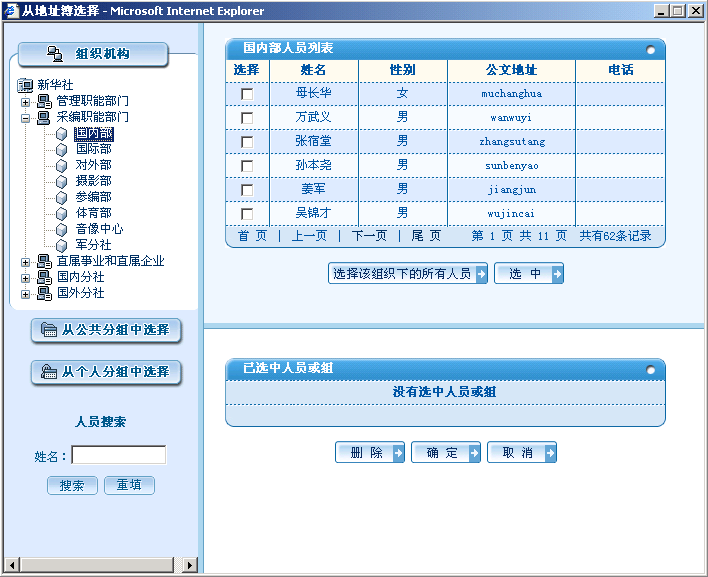 从地址簿选择 - Microsoft Internet Explorer
组织机构
新华社
管理职能部门
采编职能部门
国内部
国际部
对外部
摄影部
参编部
体育部
音像中心
军分社
直属事业和直属企业
国内分社
国外分社
从公共分组中选择
从个人分组中选择
人员搜索
姓名：
搜索 重填
国内部人员列表
选择 姓名 性别 公文地址 电话
母长华 女 muchanghua
万武义 男 wanwuyi
张宿堂 男 zhangsutang
孙本尧 男 sunbenyao
姜军 男 jiangjun
吴锦才 男 wujincai
首 页 | 上一页 | 下一页 | 尾 页 第 1 页 共 11 页 共有62条记录
选择该组织下的所有人员 选 中
已选中人员或组
没有选中人员或组
删 除 确 定 取 消